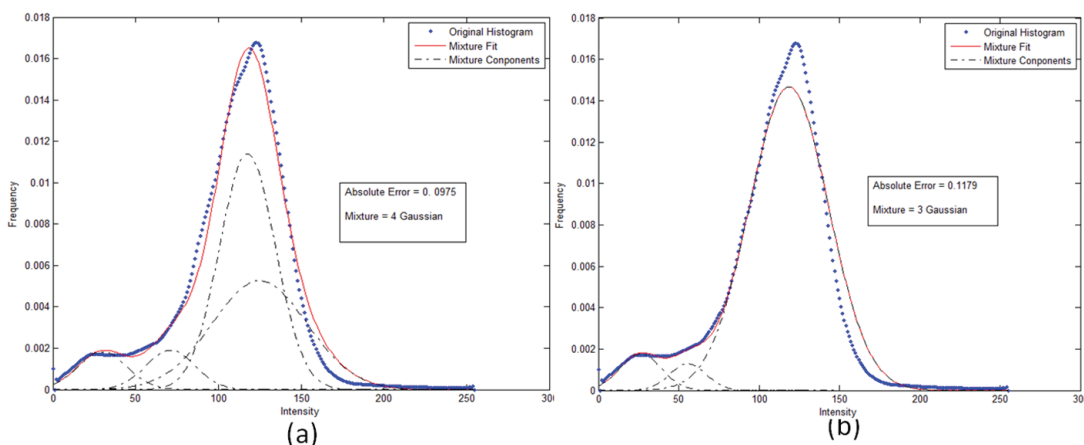 0.018
0.016
0.014
0.012
0.01
0.008
0.006
0.004
0.002
0
Frequency
0 50 100 150 200 250 300
Intensity
Original Histogram
Mixture Fit
Mixture Conponents
Absolute Error = 0. 0975
Mixture = 4 Gaussian
(a)
0.018
0.016
0.014
0.012
0.01
0.008
0.006
0.004
0.002
0
Frequency
0 50 100 150 200 250 300
Intensity
Original Histogram
Mixture Fit
Mixture Conponents
Absolute Error = 0.1179
Mixture = 3 Gaussian
(b)